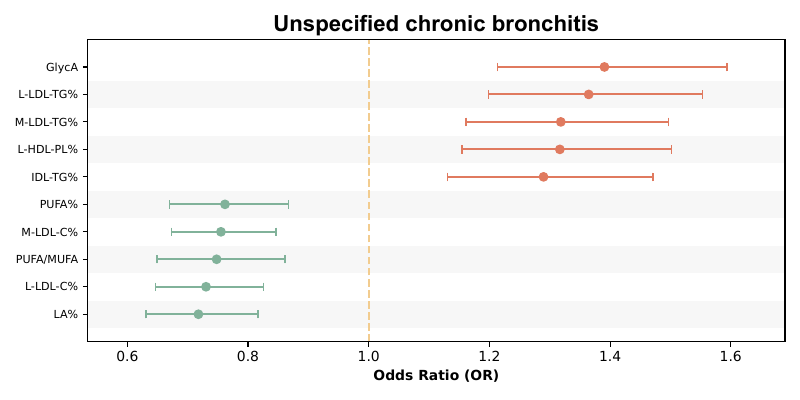 Unspecified chronic bronchitis
GlycA
L-LDL-TG%
M-LDL-TG%
L-HDL-PL%
IDL-TG%
PUFA%
M-LDL-C%
PUFA/MUFA
L-LDL-C%
LA%
0.6 0.8 1.0 1.2 1.4 1.6
Odds Ratio (OR)